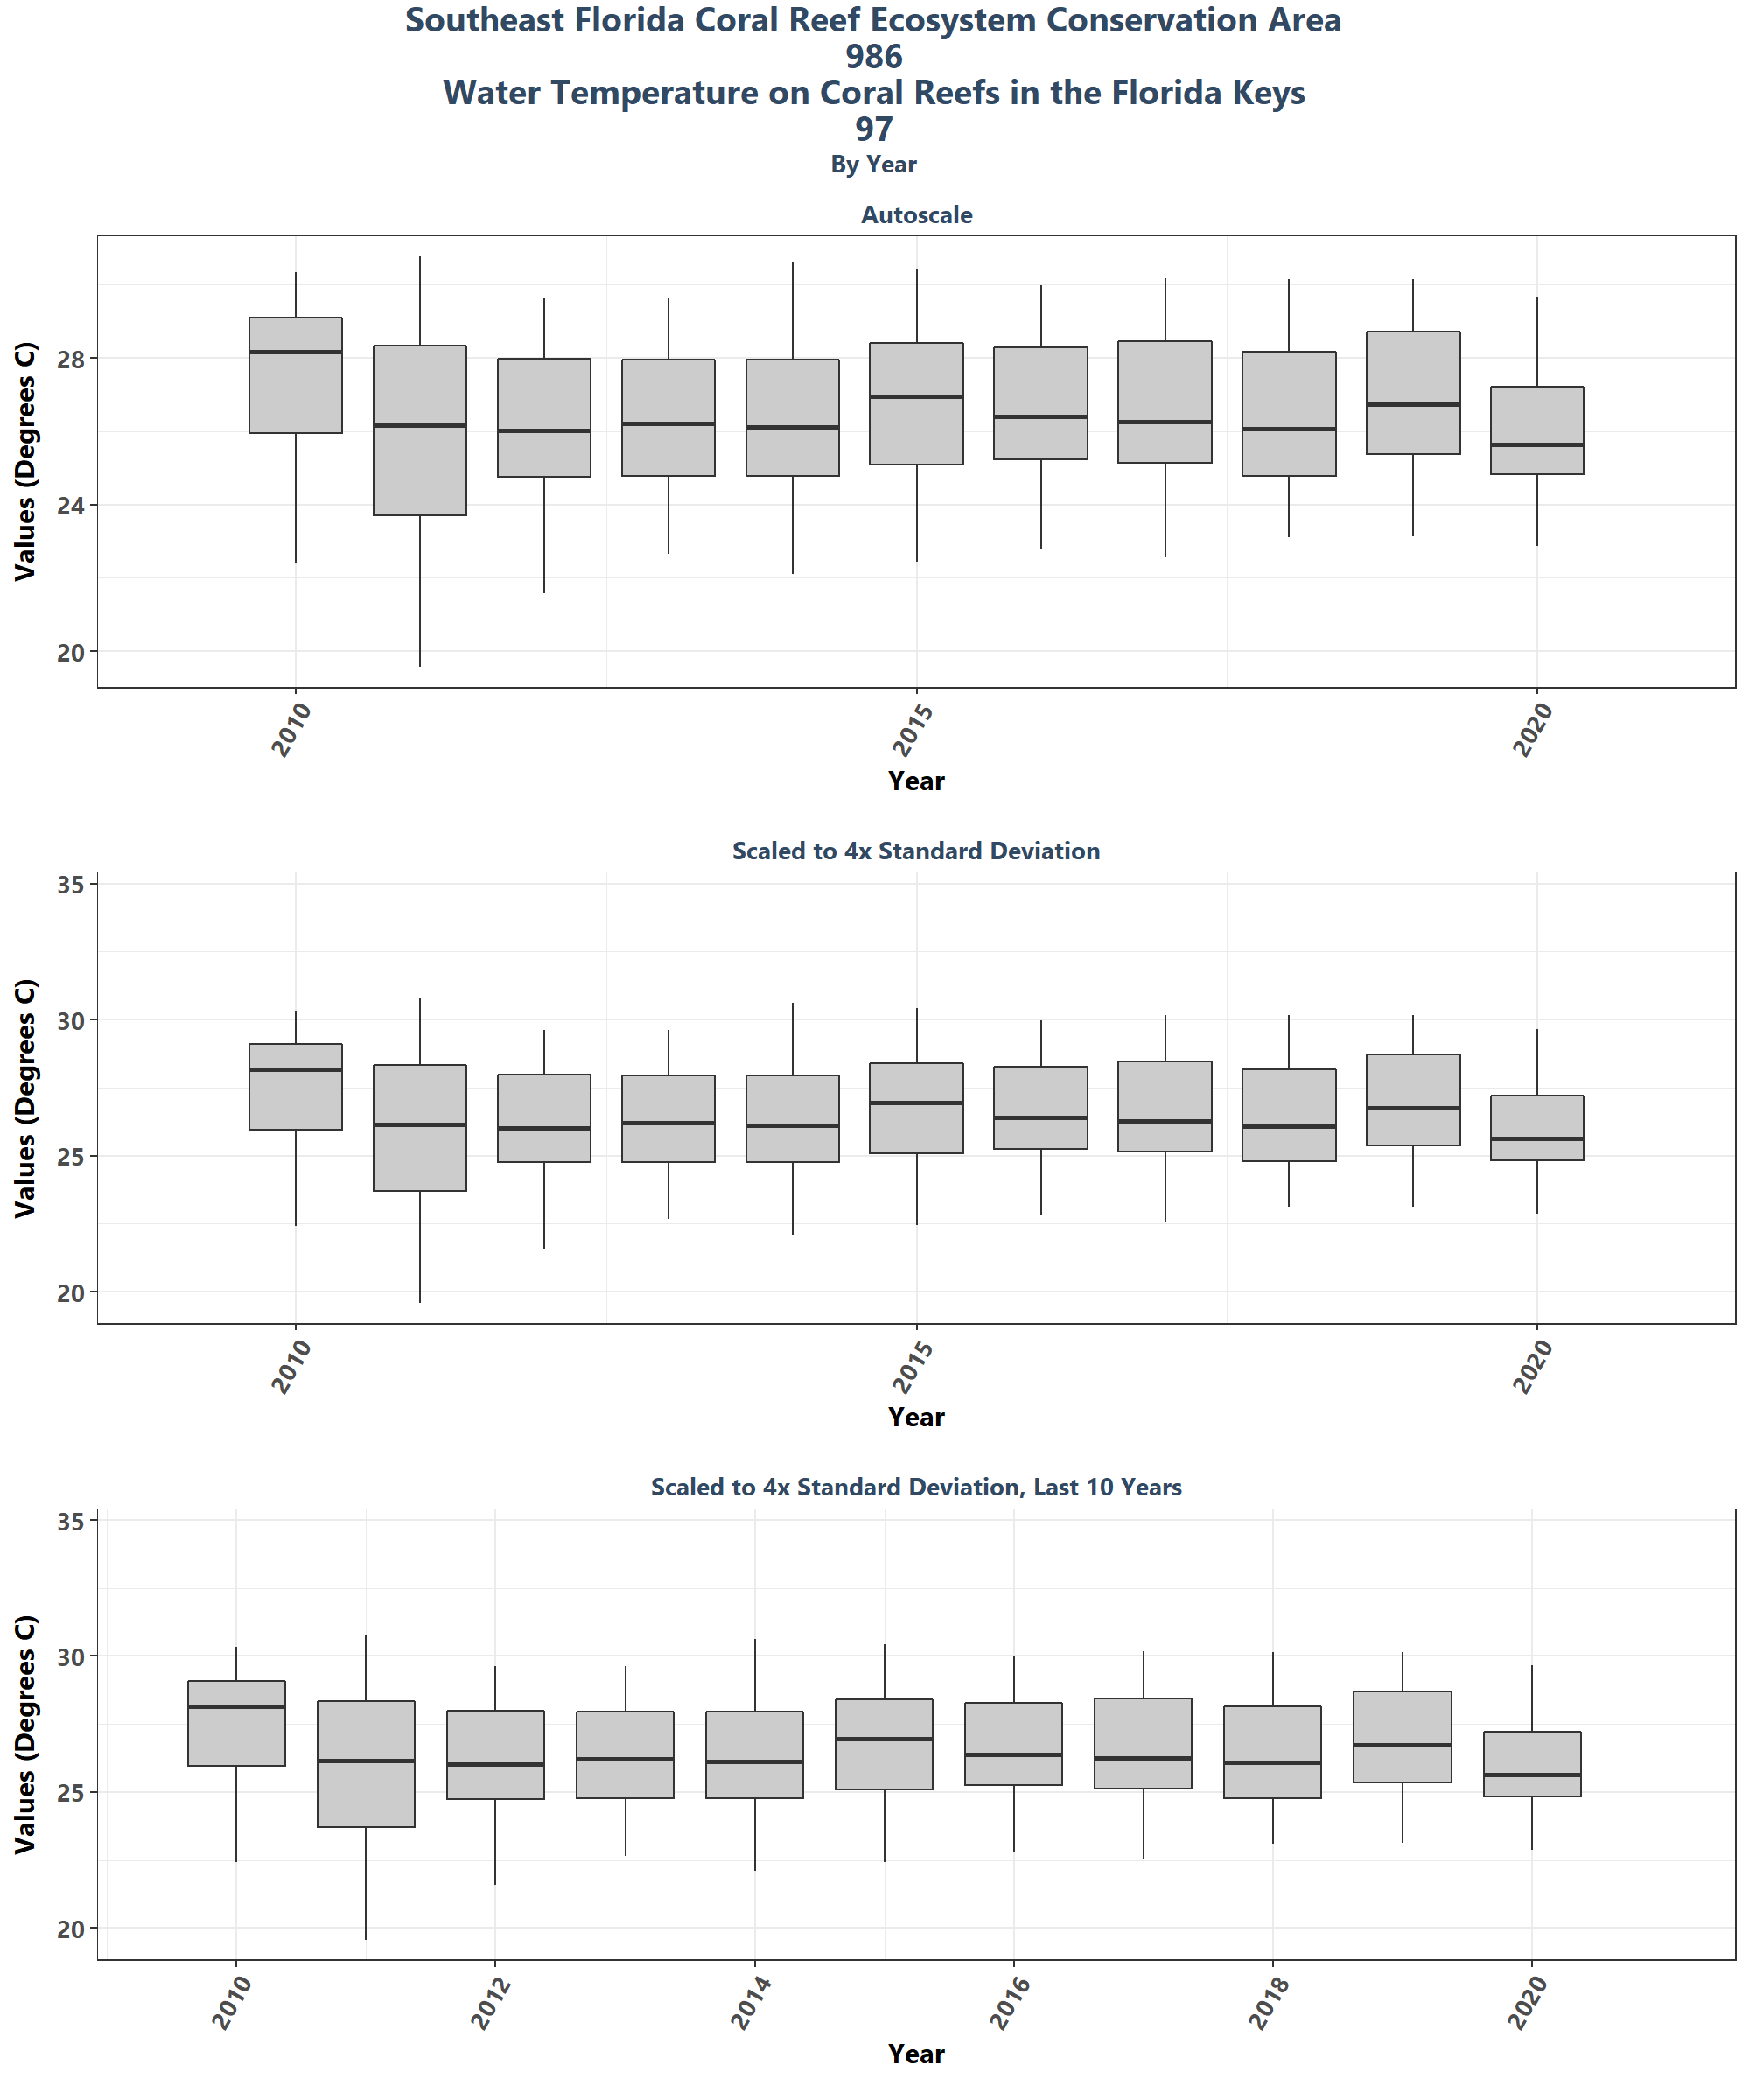 Southeast Florida Coral Reef Ecosystem Conservation Area
986
Water Temperature on Coral Reefs in the Florida Keys
97
By Year
Autoscale
Values (Degrees C)
28
24
20
2010
2015
2020
Year
Scaled to 4x Standard Deviation
Values (Degrees C)
35
30
25
20
2010
2015
2020
Year
Scaled to 4x Standard Deviation, Last 10 Years
Values (Degrees C)
35
30
25
20
2010
2012
2014
2016
2018
2020
Year